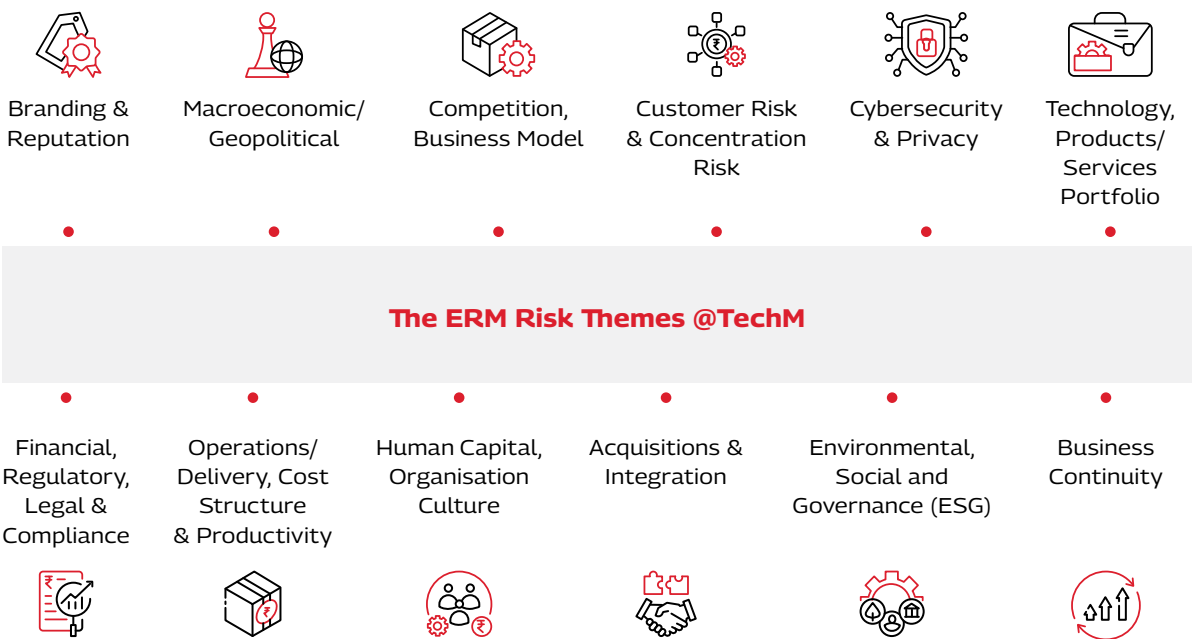 Branding &
Reputation
Macroeconomic/
Geopolitical
Competition,
Business Model
Customer Risk
& Concentration
Risk
Cybersecurity
& Privacy
Technology,
Products/
Services
Portfolio
The ERM Risk Themes @TechM
Financial,
Regulatory,
Legal &
Compliance
Operations/
Delivery, Cost
Structure
& Productivity
Human Capital,
Organisation
Culture
Acquisitions &
Integration
Environmental,
Social and
Governance (ESG)
Business
Continuity